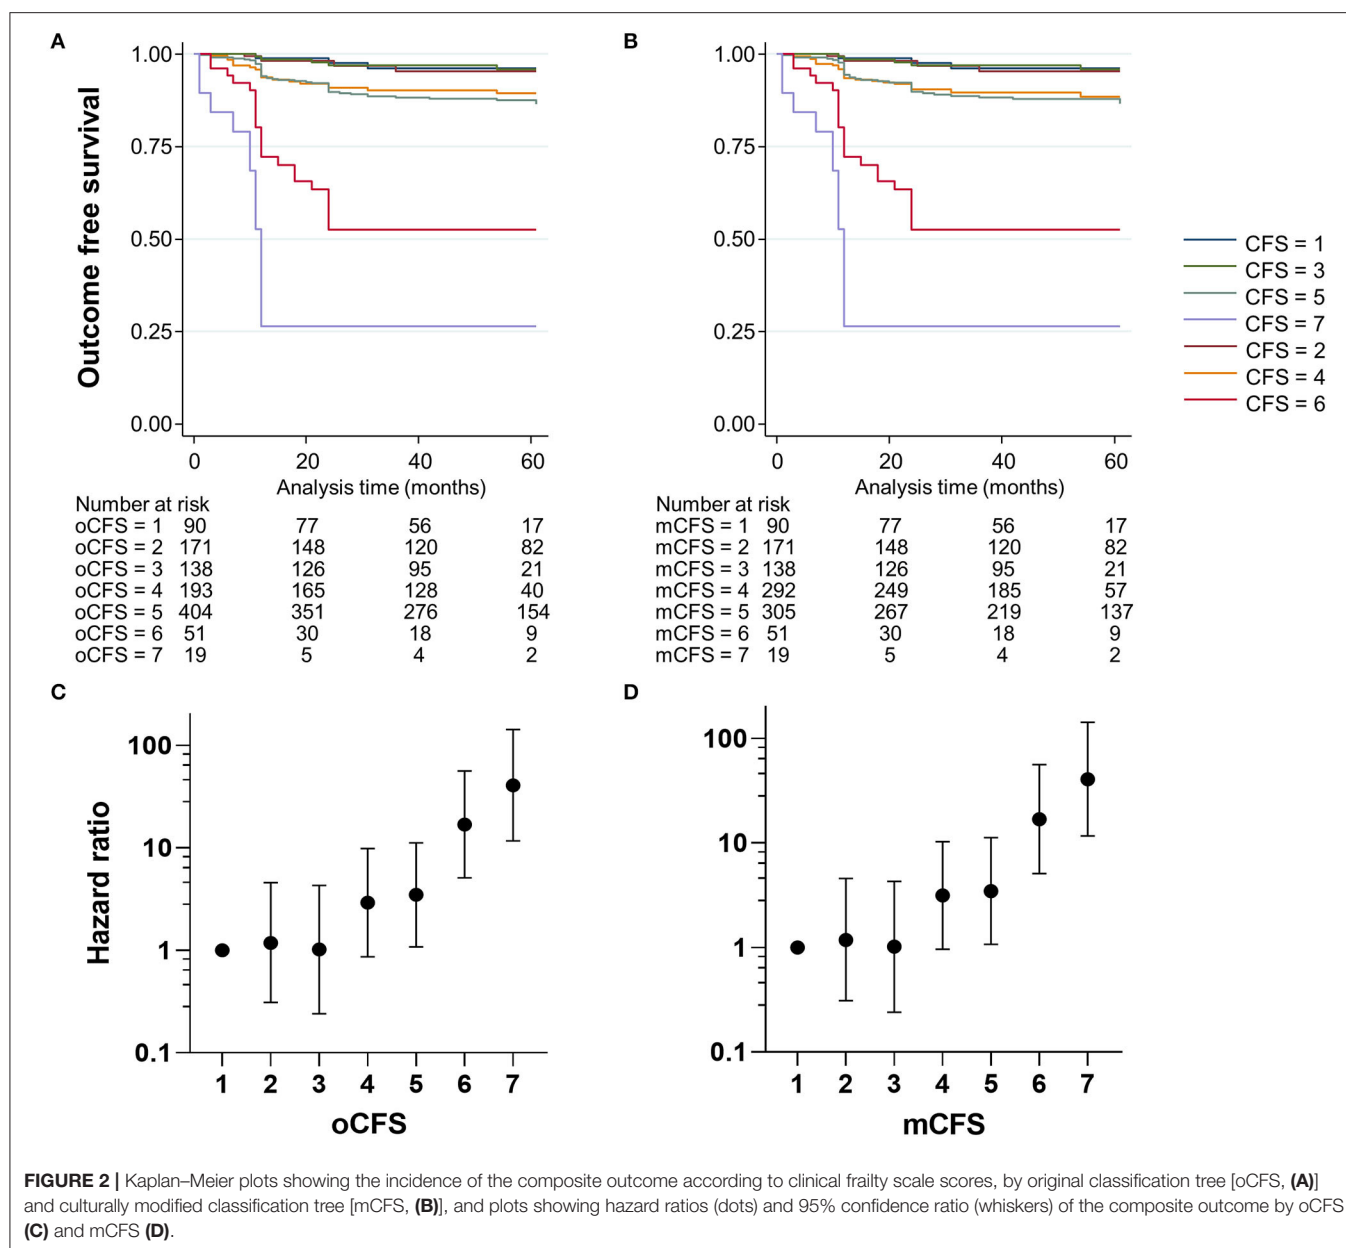 A
B
Outcome free survival
1.00
0.75
0.50
0.25
0.00
0 20 40 60
Analysis time (months)
1.00
0.75
0.50
0.25
0.00
0 20 40 60
Analysis time (months)
CFS = 1
CFS = 3
CFS = 5
CFS = 7
CFS = 2
CFS = 4
CFS = 6
Number at risk
oCFS = 1 90 77 56 17
oCFS = 2 171 148 120 82
oCFS = 3 138 126 95 21
oCFS = 4 193 165 128 40
oCFS = 5 404 351 276 154
oCFS = 6 51 30 18 9
oCFS = 7 19 5 4 2
Number at risk
mCFS = 1 90 77 56 17
mCFS = 2 171 148 120 82
mCFS = 3 138 126 95 21
mCFS = 4 292 249 185 57
mCFS = 5 305 267 219 137
mCFS = 6 51 30 18 9
mCFS = 7 19 5 4 2
C
D
Hazard ratio
100
10
1
0.1
1 2 3 4 5 6 7
oCFS
100
10
1
0.1
1 2 3 4 5 6 7
mCFS
FIGURE 2 | Kaplan–Meier plots showing the incidence of the composite outcome according to clinical frailty scale scores, by original classification tree [oCFS, (A)]
and culturally modified classification tree [mCFS, (B)], and plots showing hazard ratios (dots) and 95% confidence ratio (whiskers) of the composite outcome by oCFS
(C) and mCFS (D).